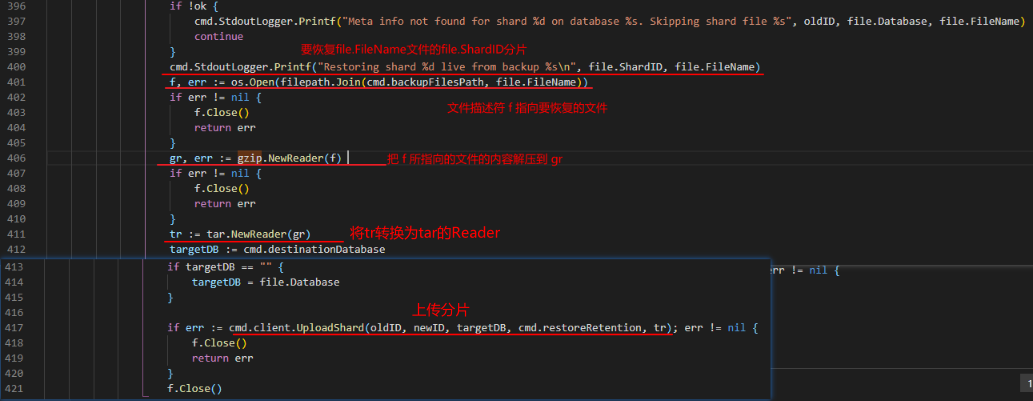 396 if !ok {
397 cmd.StdoutLogger.Printf("Meta info not found for shard %d on database %s. Skipping shard file %s", oldID, file.Database, file.FileName)
398 continue
399 }
要恢复file.FileName文件的file.ShardID分片
400 cmd.StdoutLogger.Printf("Restoring shard %d live from backup %s\n", file.ShardID, file.FileName)
401 f, err := os.Open(filepath.Join(cmd.backupFilesPath, file.FileName))
402 if err != nil {
403 f.Close() 文件描述符 f 指向要恢复的文件
404 return err
405 }
406 gr, err := gzip.NewReader(f) 把 f 所指向的文件的内容解压到 gr
407 if err != nil {
408 f.Close()
409 return err
410 }
411 tr := tar.NewReader(gr) 将tr转换为tar的Reader
412 targetDB := cmd.destinationDatabase
413 if targetDB == "" { err != nil {
414 targetDB = file.Database
415 }
416 上传分片
417 if err := cmd.client.UploadShard(oldID, newID, targetDB, cmd.restoreRetention, tr); err != nil {
418 f.Close()
419 return err
420 }
421 f.Close()
1